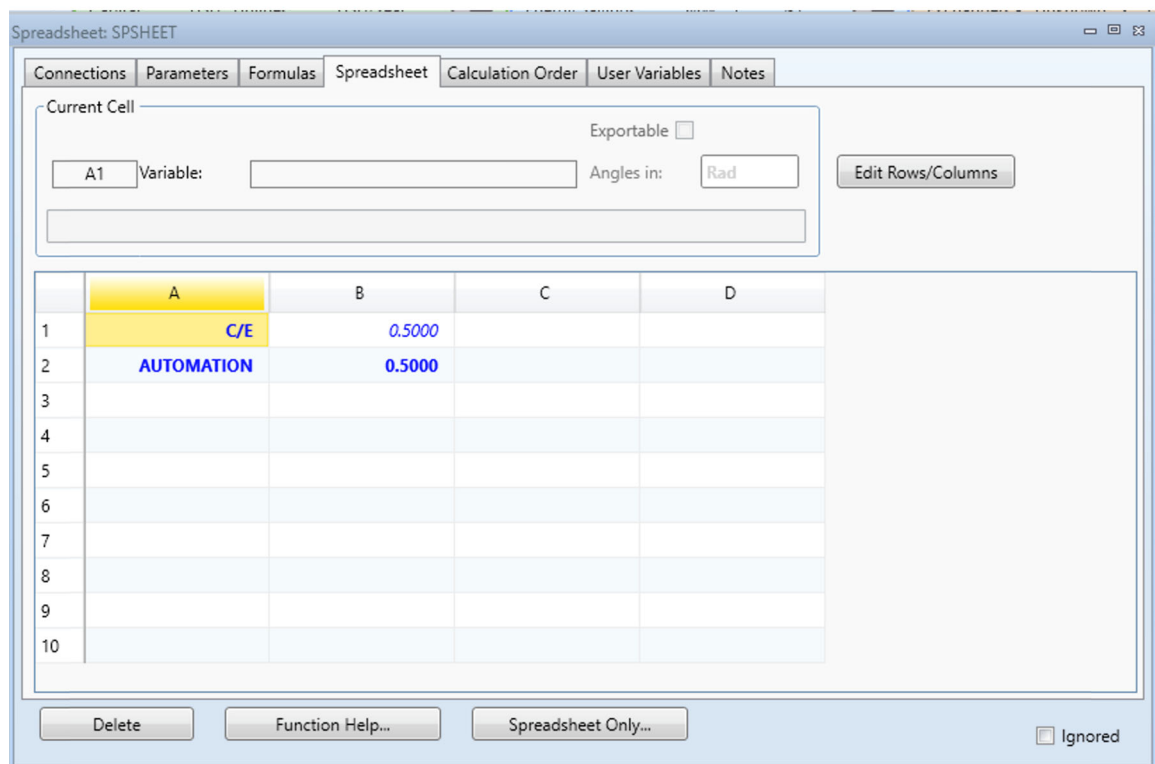 Spreadsheet: SPSHEET
Connections Parameters Formulas Spreadsheet Calculation Order User Variables Notes
Current Cell
Exportable
A1 Variable: Angles in: Rad Edit Rows/Columns
A B C D
1 C/E 0.5000
2 AUTOMATION 0.5000
3
4
5
6
7
8
9
10
Delete Function Help... Spreadsheet Only... Ignored